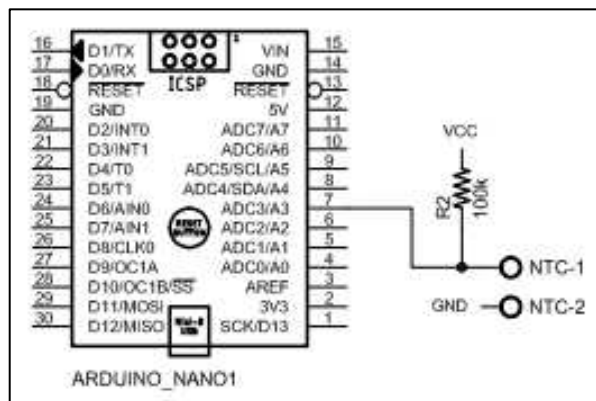 16 D1/TX VIN 15
17 D0/RX 1 GND 14
18 RESET ICSP RESET 13
19 GND 5V 12
20 D2/INT0 ADC7/A7 11
21 D3/INT1 ADC6/A6 10
22 D4/T0 ADC5/SCL/A5 9
23 D5/T1 ADC4/SDA/A4 8
24 D6/AIN0 ADC3/A3 7
25 D7/AIN1 RESET BUTTON ADC2/A2 6
26 D8/CLK0 ADC1/A1 5
27 D9/OC1A ADC0/A0 4
28 D10/OC1B/SS AREF 3
29 D11/MOSI 3V3 2
30 D12/MISO SCK/D13 1
USB
ARDUINO_NANO1
VCC
R2
100k
NTC-1
GND NTC-2